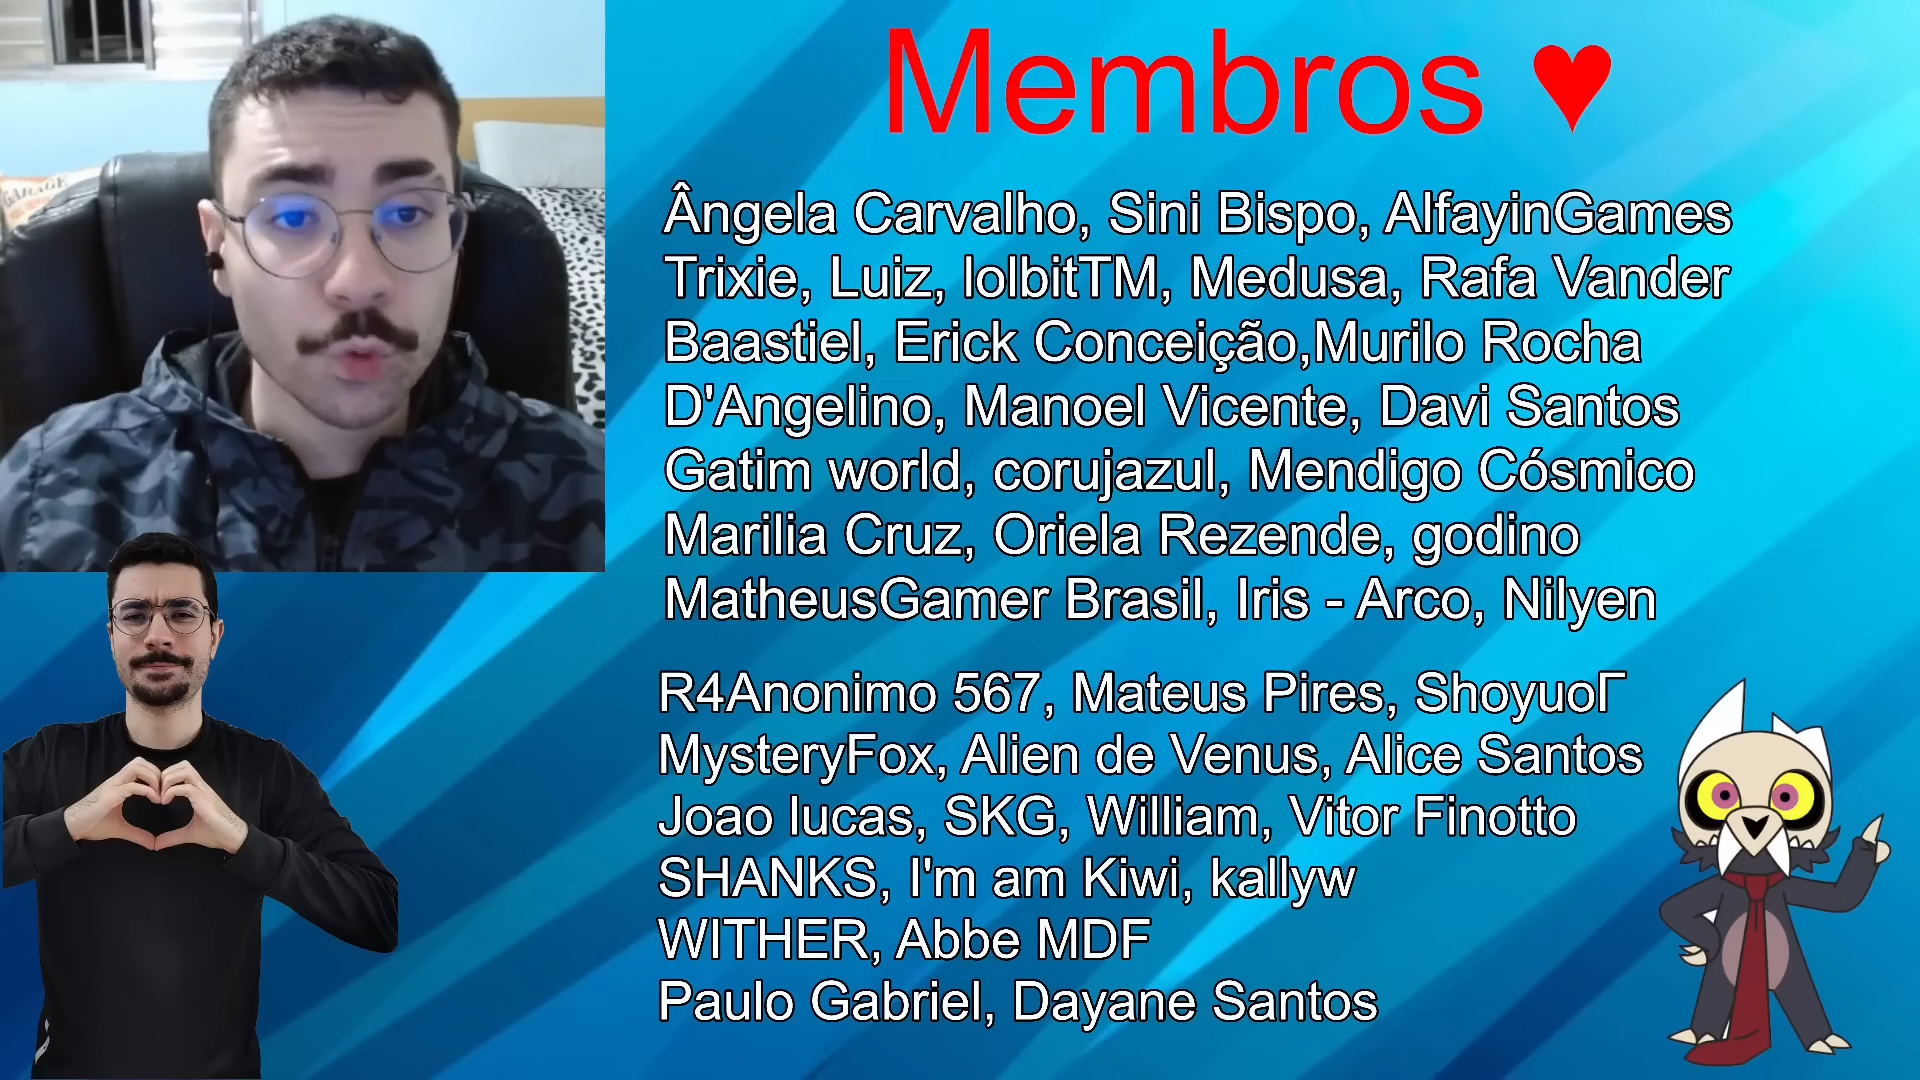 GARAGE
Membros ♥
Ângela Carvalho, Sini Bispo, AlfayinGames
Trixie, Luiz, lolbitTM, Medusa, Rafa Vander
Baastiel, Erick Conceição,Murilo Rocha
D'Angelino, Manoel Vicente, Davi Santos
Gatim world, corujazul, Mendigo Cósmico
Marilia Cruz, Oriela Rezende, godino
MatheusGamer Brasil, Iris - Arco, Nilyen
R4Anonimo 567, Mateus Pires, ShoyuoΓ
MysteryFox, Alien de Venus, Alice Santos
Joao lucas, SKG, William, Vitor Finotto
SHANKS, I'm am Kiwi, kallyw
WITHER, Abbe MDF
Paulo Gabriel, Dayane Santos